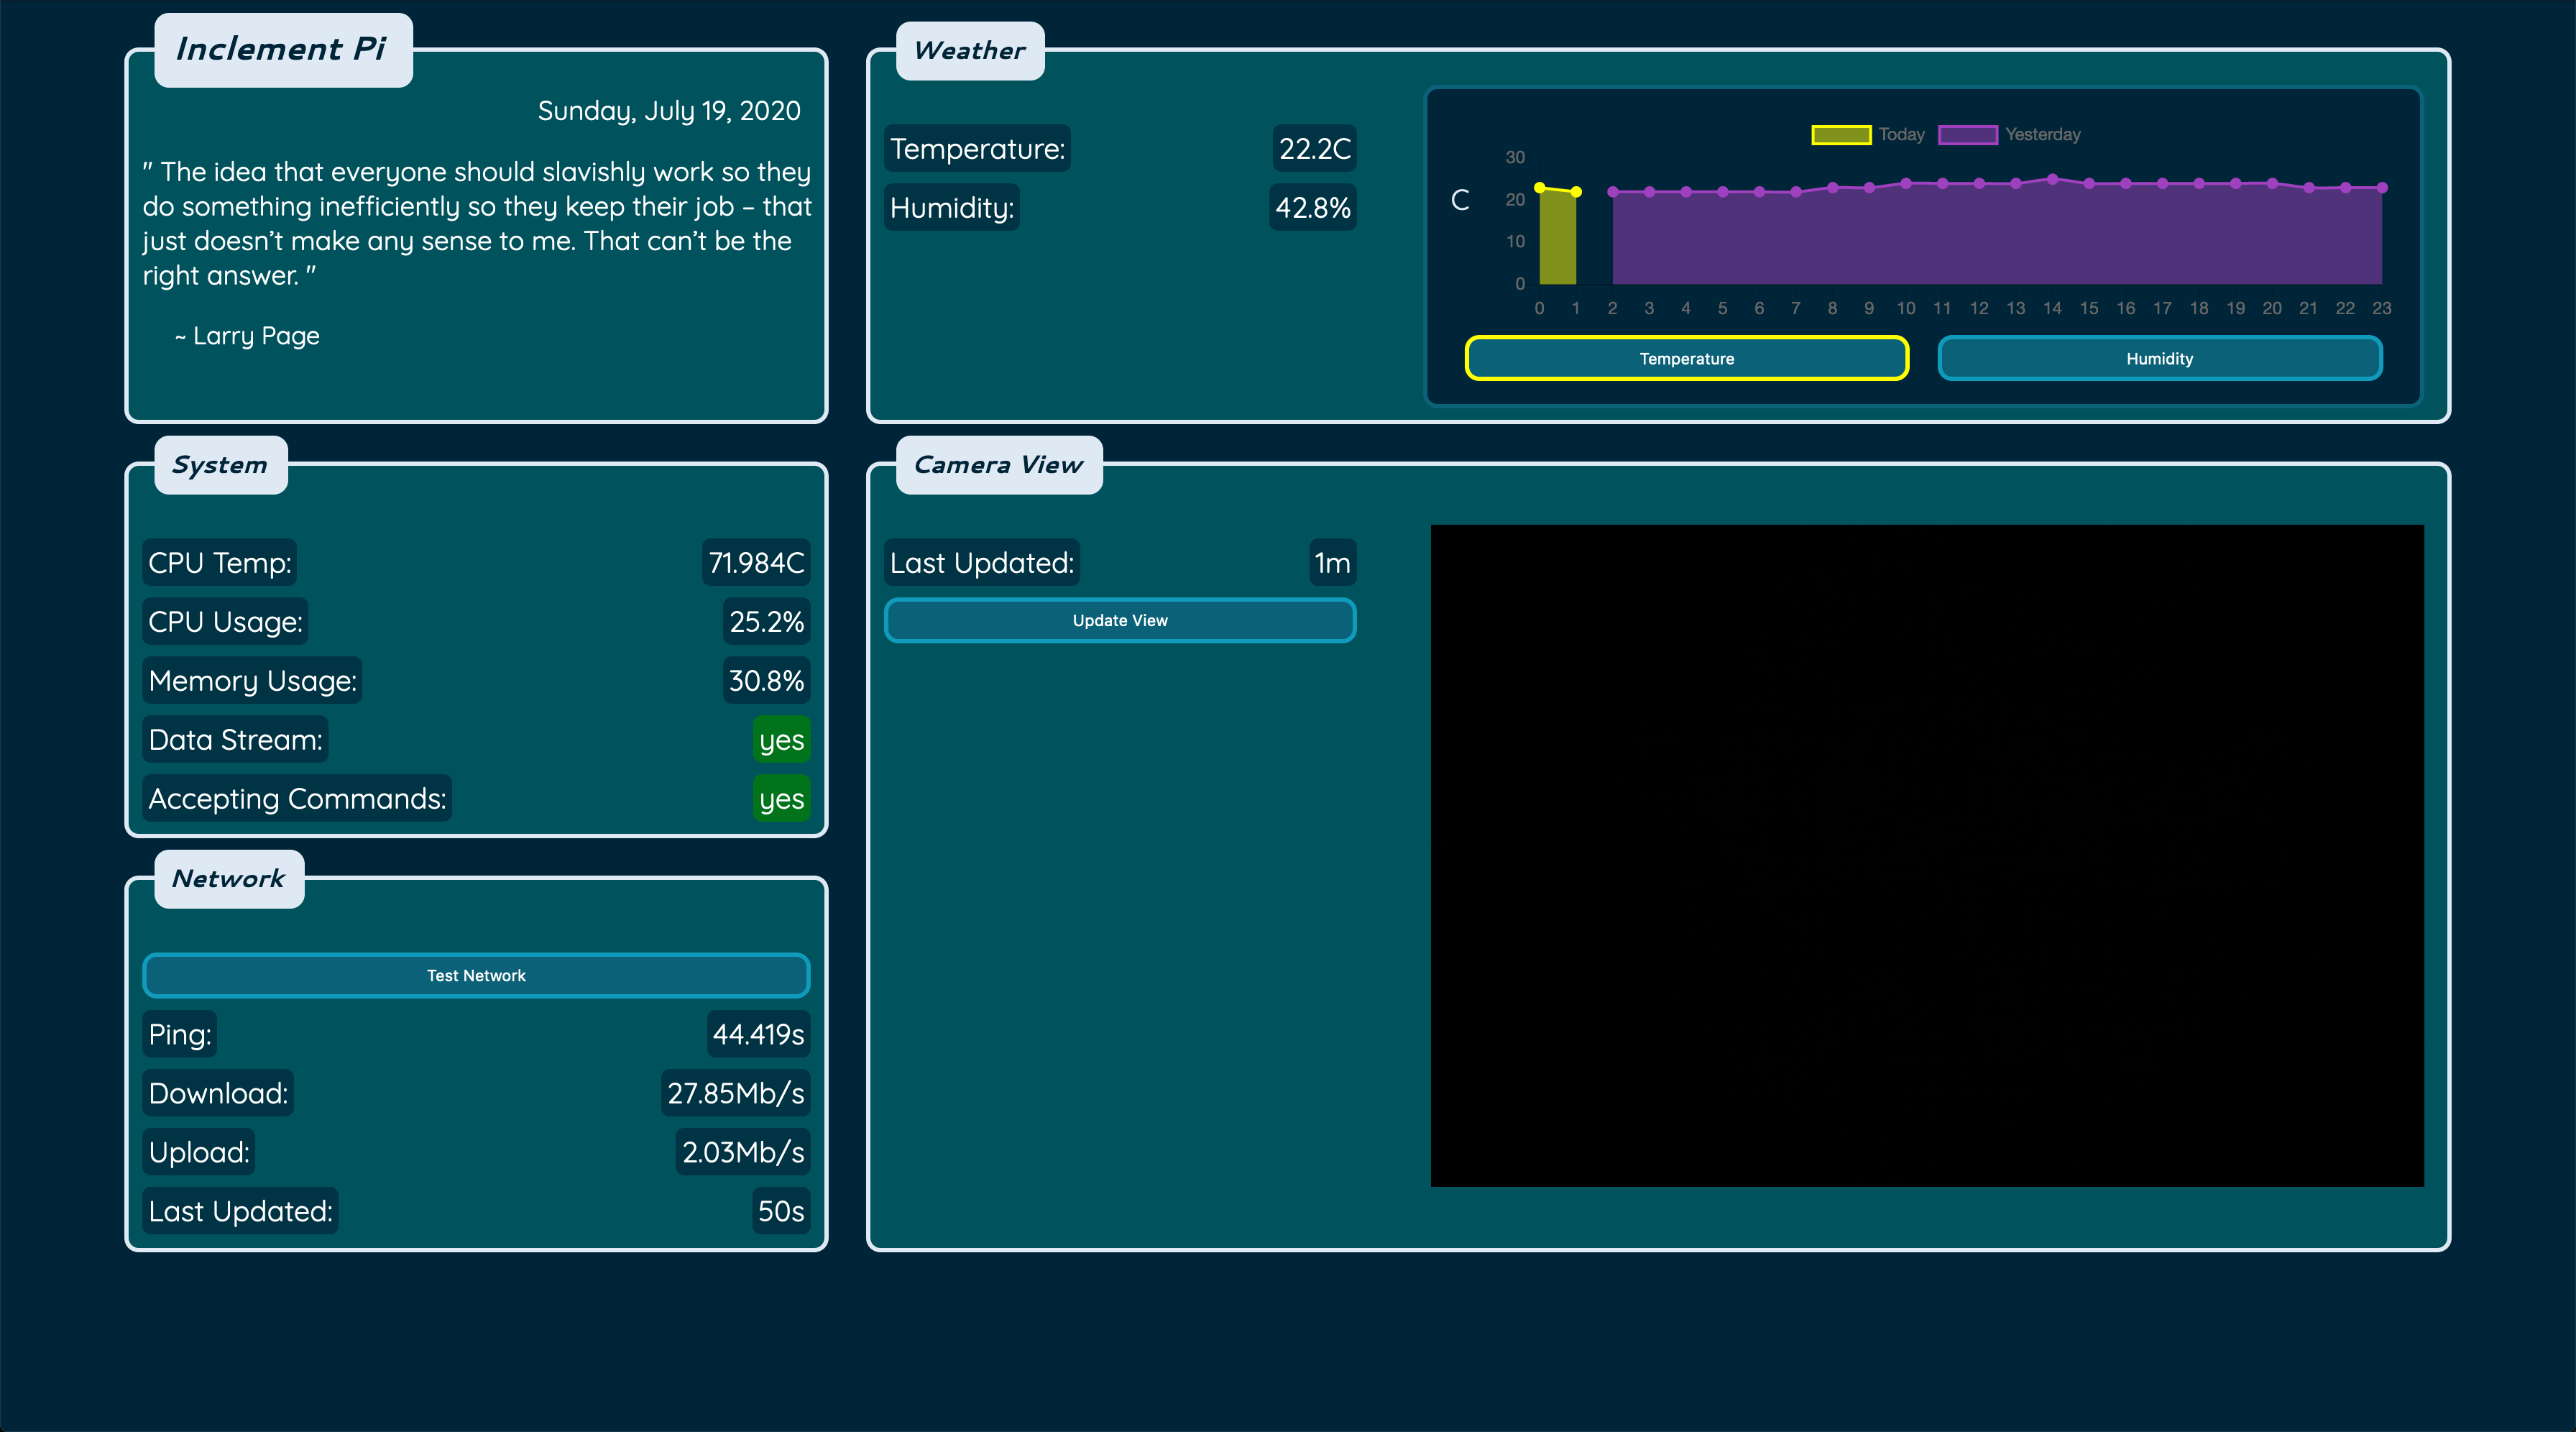 Inclement Pi
Sunday, July 19, 2020
" The idea that everyone should slavishly work so they
do something inefficiently so they keep their job – that
just doesn’t make any sense to me. That can’t be the
right answer. "
~ Larry Page
Weather
Temperature: 22.2C
Humidity: 42.8%
Today Yesterday
C
30
20
10
0
0 1 2 3 4 5 6 7 8 9 10 11 12 13 14 15 16 17 18 19 20 21 22 23
Temperature Humidity
System
CPU Temp: 71.984C
CPU Usage: 25.2%
Memory Usage: 30.8%
Data Stream: yes
Accepting Commands: yes
Camera View
Last Updated: 1m
Update View
Network
Test Network
Ping: 44.419s
Download: 27.85Mb/s
Upload: 2.03Mb/s
Last Updated: 50s